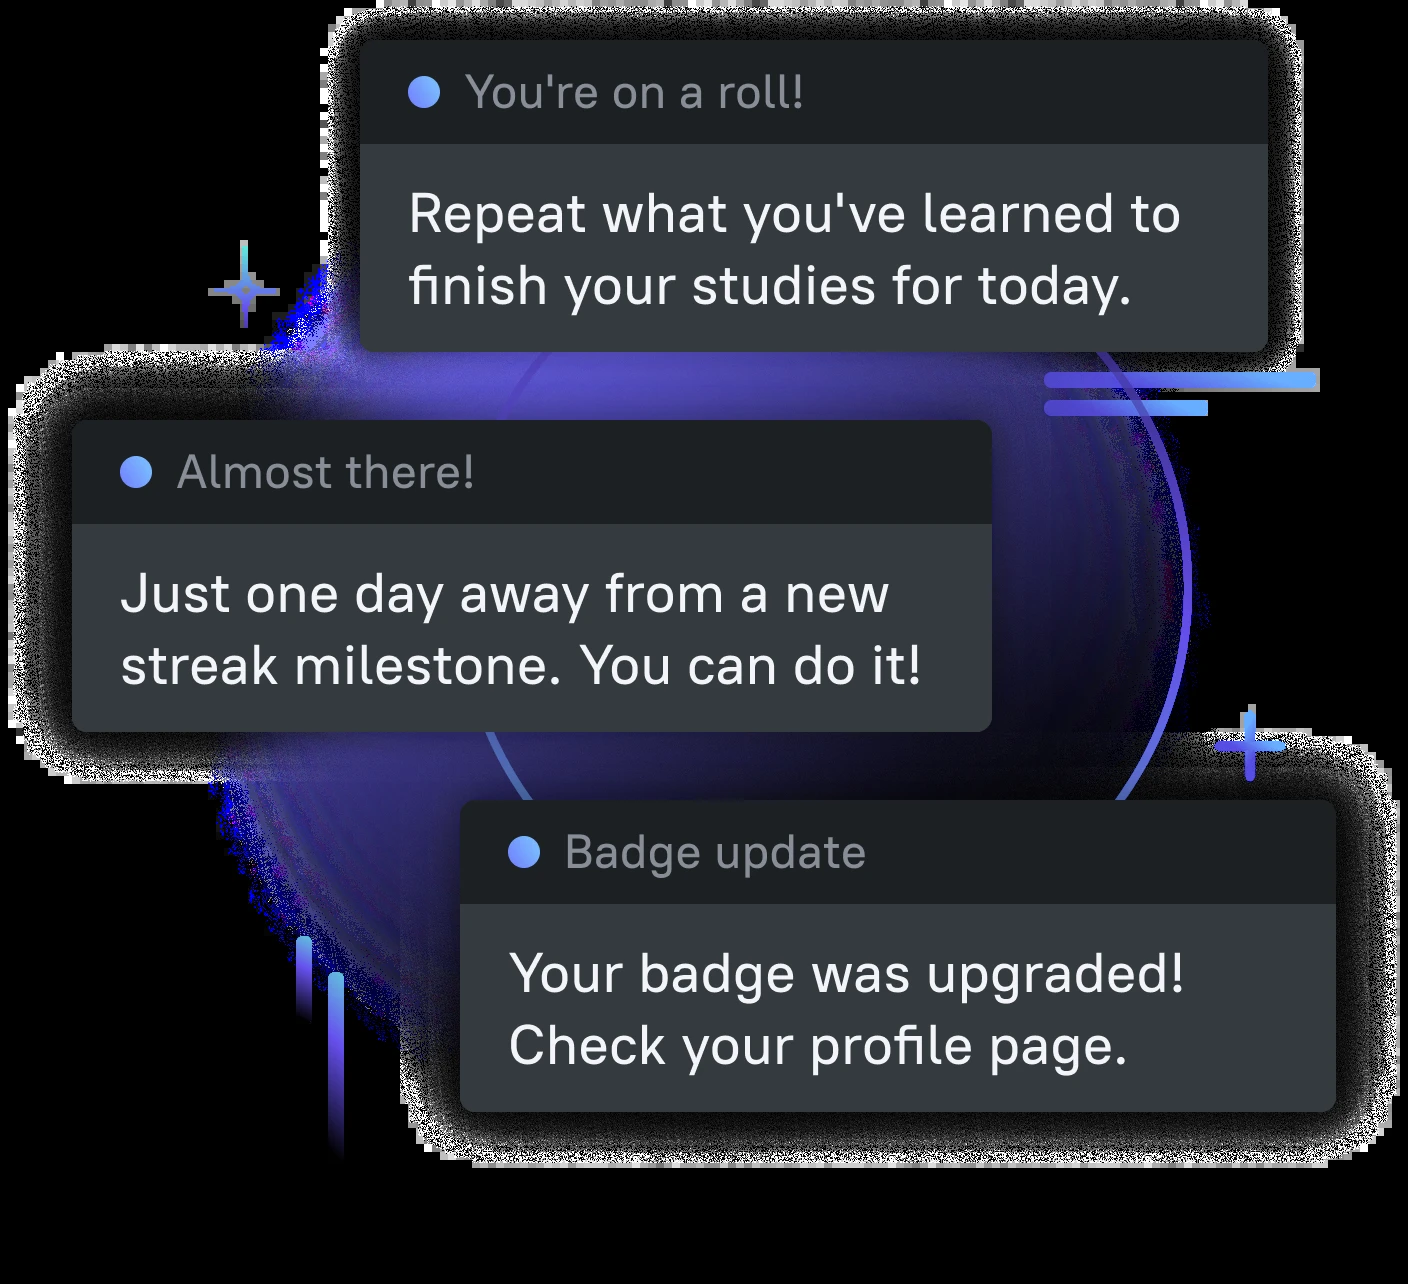 You're on a roll!
Repeat what you've learned to
finish your studies for today.
Almost there!
Just one day away from a new
streak milestone. You can do it!
Badge update
Your badge was upgraded!
Check your profile page.